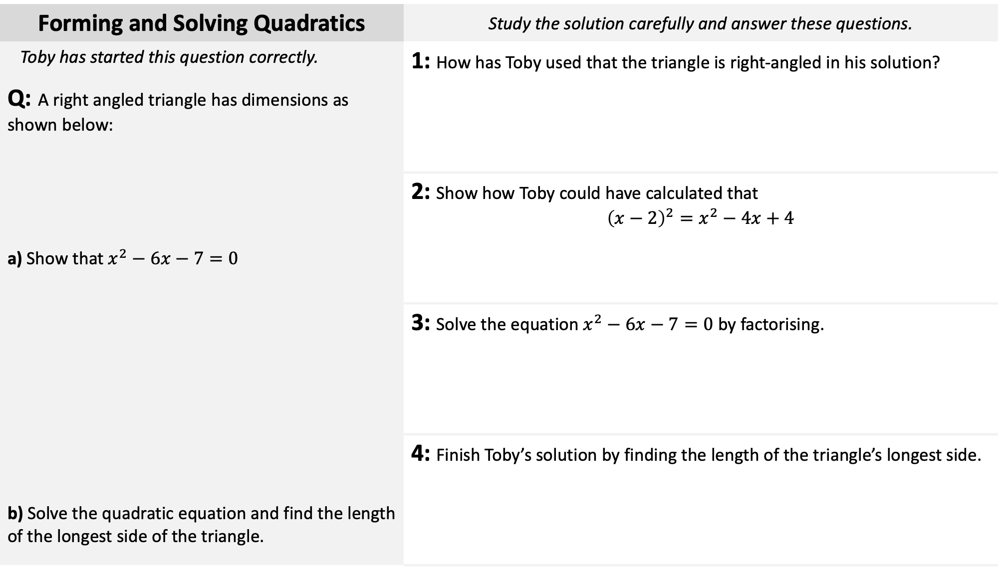 Forming and Solving Quadratics
Toby has started this question correctly.
Q: A right angled triangle has dimensions as
shown below:
a) Show that x² − 6x − 7 = 0
b) Solve the quadratic equation and find the length
of the longest side of the triangle.
Study the solution carefully and answer these questions.
1: How has Toby used that the triangle is right-angled in his solution?
2: Show how Toby could have calculated that
(x − 2)² = x² − 4x + 4
3: Solve the equation x² − 6x − 7 = 0 by factorising.
4: Finish Toby’s solution by finding the length of the triangle’s longest side.